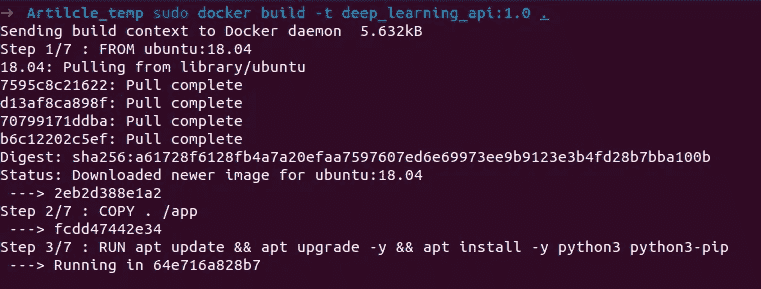 → Artilcle_temp sudo docker build -t deep_learning_api:1.0 .
Sending build context to Docker daemon  5.632kB
Step 1/7 : FROM ubuntu:18.04
18.04: Pulling from library/ubuntu
7595c8c21622: Pull complete
d13af8ca898f: Pull complete
70799171ddba: Pull complete
b6c12202c5ef: Pull complete
Digest: sha256:a61728f6128fb4a7a20efaa7597607ed6e69973ee9b9123e3b4fd28b7bba100b
Status: Downloaded newer image for ubuntu:18.04
 ---> 2eb2d388e1a2
Step 2/7 : COPY . /app
 ---> fcdd47442e34
Step 3/7 : RUN apt update && apt upgrade -y && apt install -y python3 python3-pip
 ---> Running in 64e716a828b7